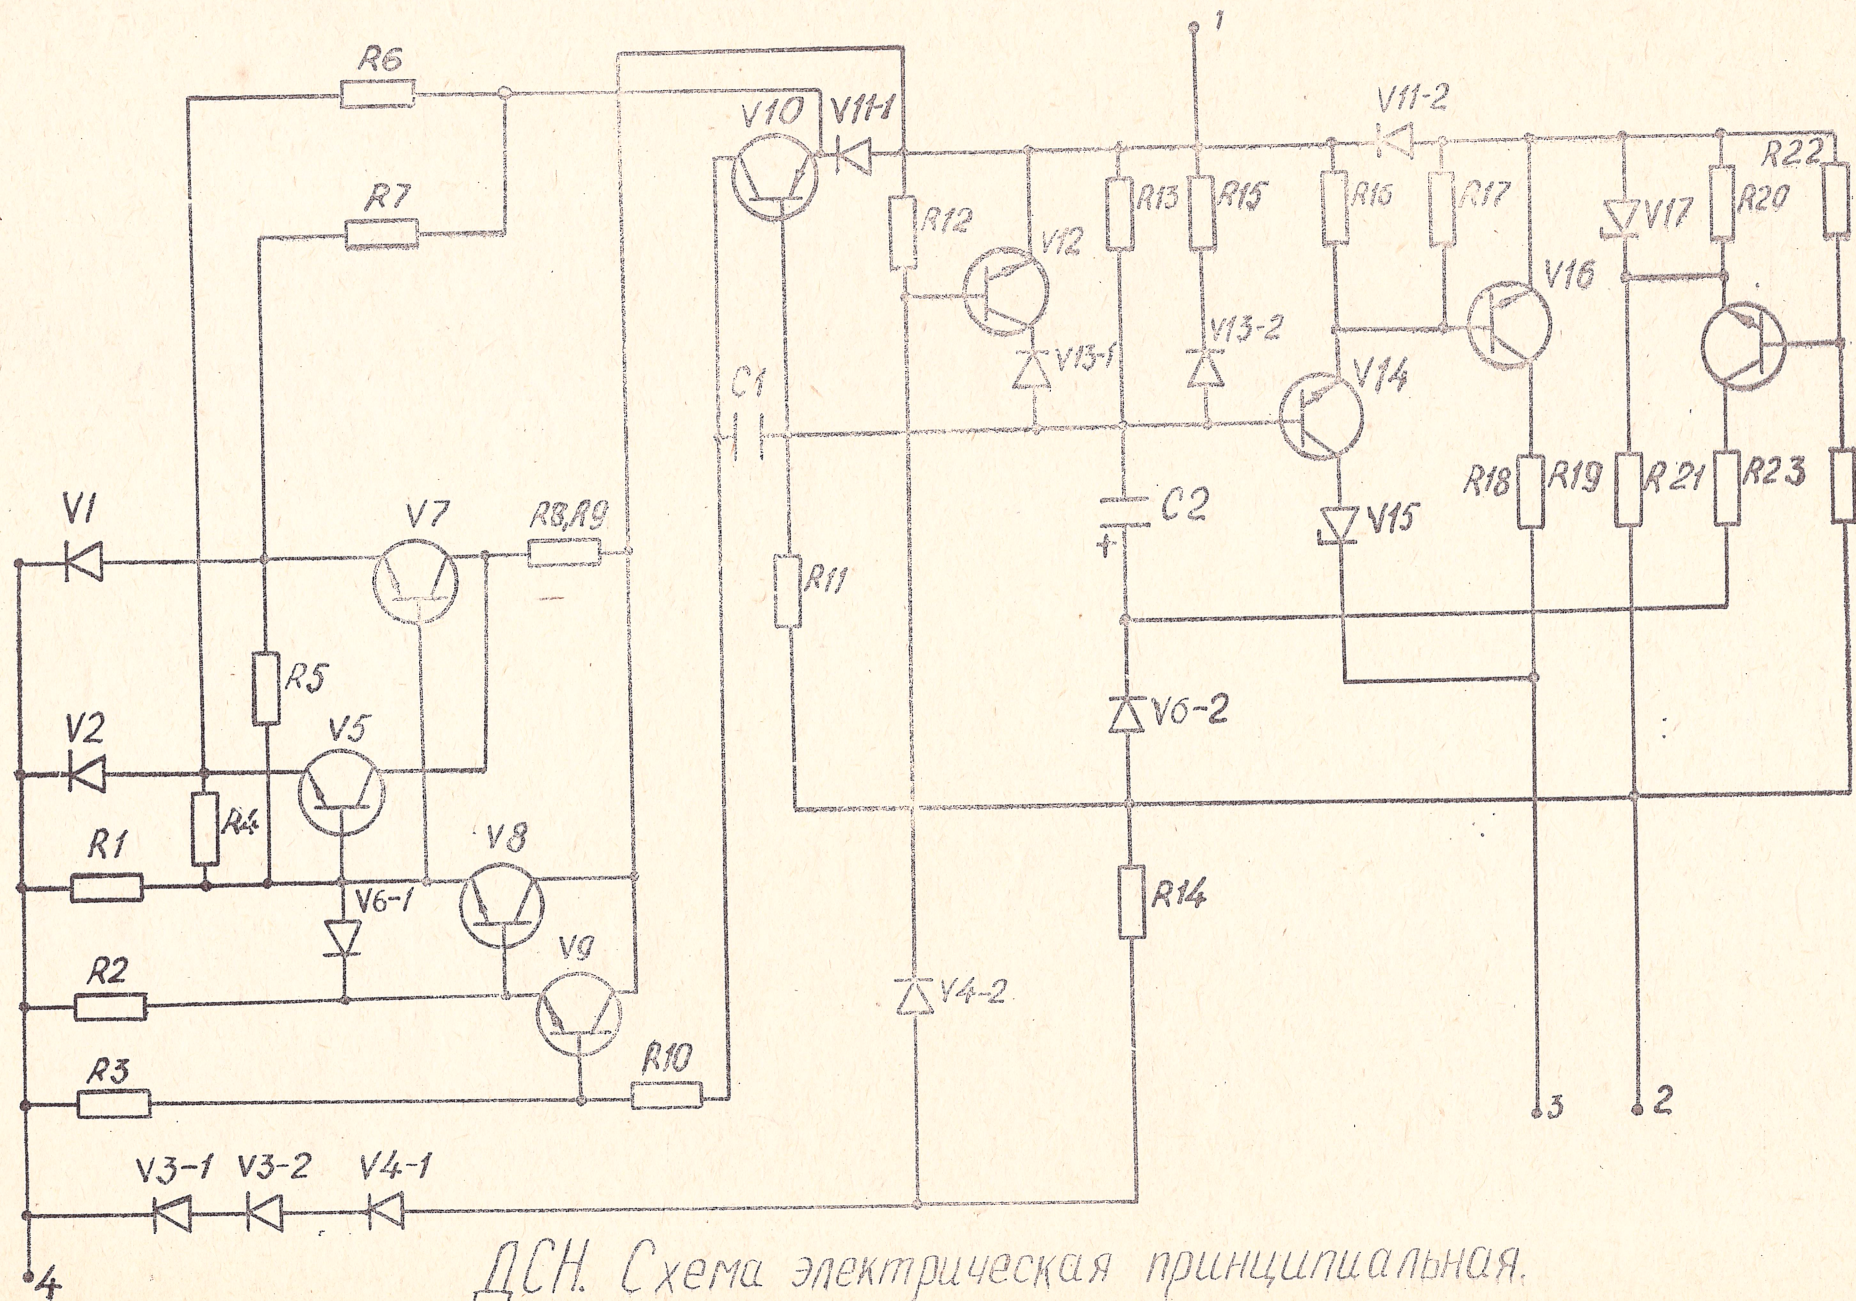 1
R6
V10
V11-1
V11-2
R22
R7
R12
V12
R13
R15
R16
R17
V17
R20
V16
V13-1
V13-2
V14
C1
V1
V7
R8,R9
C2
V15
R18
R19
R21
R23
R11
R5
V2
V5
V6-2
R4
R1
V8
V6-1
R14
V9
R2
V4-2
R3
R10
3
2
V3-1 V3-2 V4-1
4
ДСН. Схема электрическая принципиальная.
+